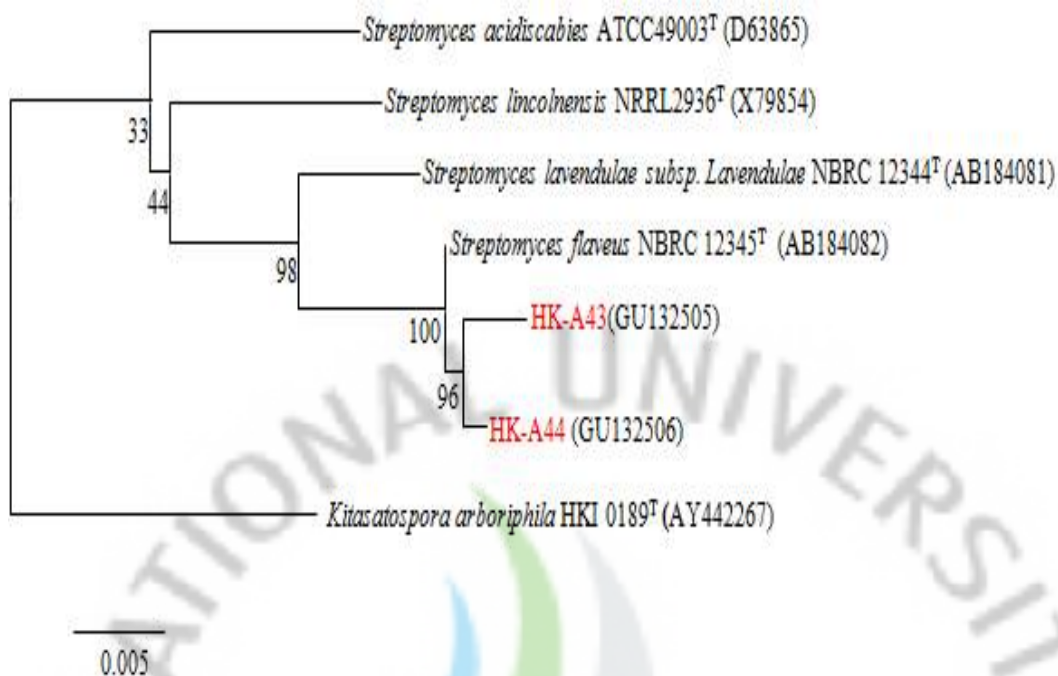 Streptomyces acidiscabies ATCC49003ᵀ (D63865)
Streptomyces lincolnensis NRRL2936ᵀ (X79854)
33
Streptomyces lavendulae subsp. Lavendulae NBRC 12344ᵀ (AB184081)
44
Streptomyces flaveus NBRC 12345ᵀ (AB184082)
98
HK-A43(GU132505)
100
96
HK-A44 (GU132506)
Kitasatospora arboriphila HKI 0189ᵀ (AY442267)
0.005
ATIONAL UNIVERSIT